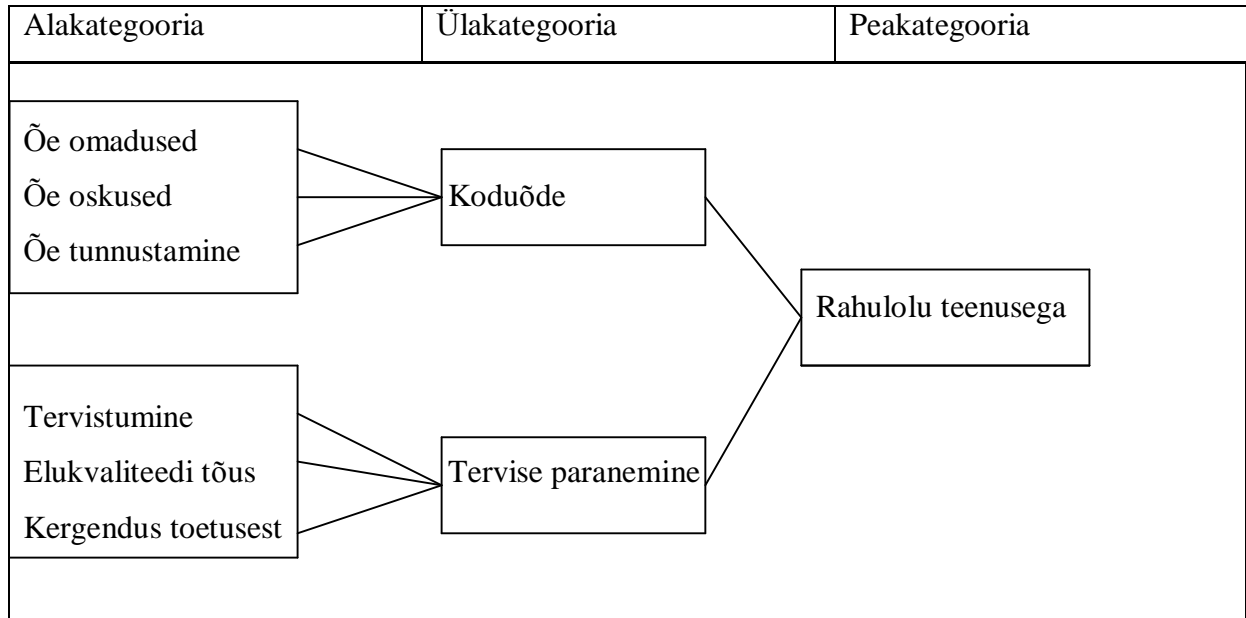 Alakategooria
Ülakategooria
Peakategooria
Õe omadused
Õe oskused
Õe tunnustamine
Koduõde
Rahulolu teenusega
Tervistumine
Elukvaliteedi tõus
Kergendus toetusest
Tervise paranemine